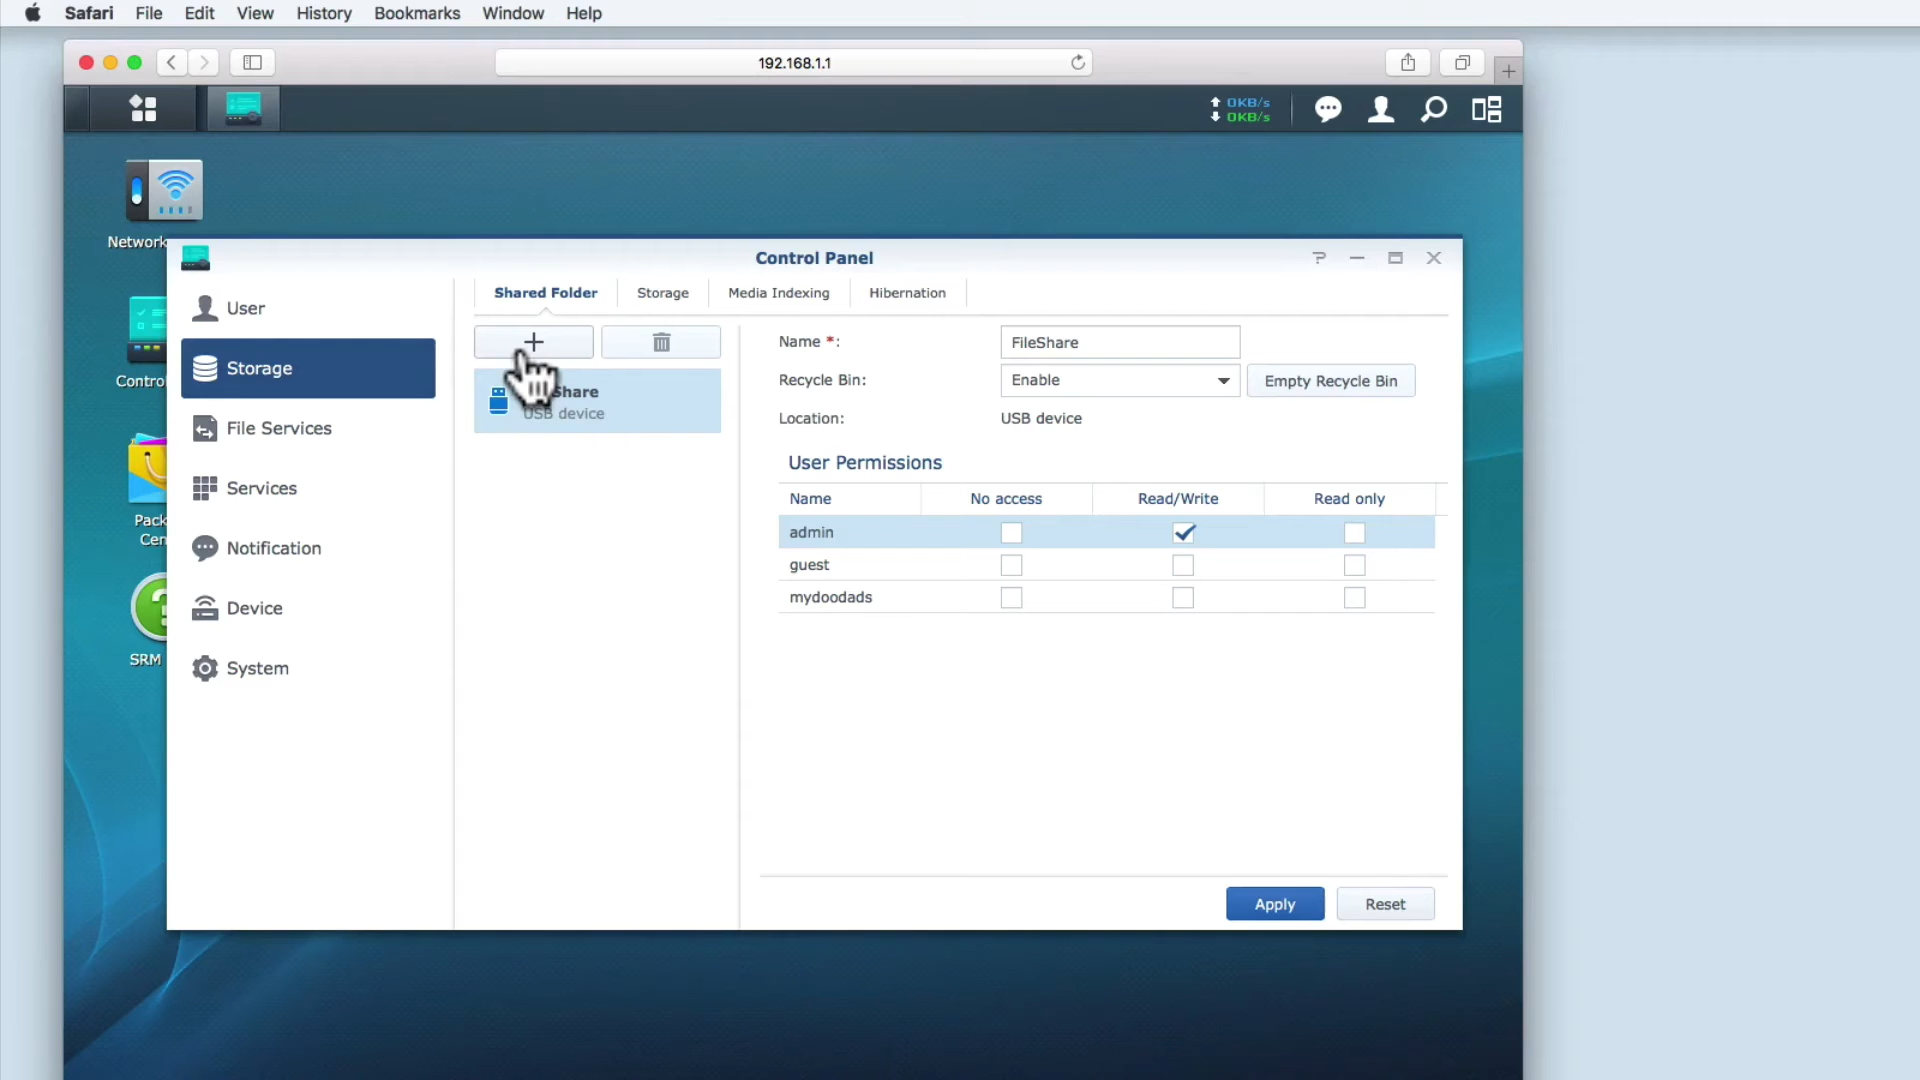 Safari File Edit View History Bookmarks Window Help
192.168.1.1
0KB/s
0KB/s
Network
Control Panel
Shared Folder Storage Media Indexing Hibernation
User
Storage
File Services
Services
Notification
Device
System
Control
Pack
Cen
SRM
Share
USB device
Name *: FileShare
Recycle Bin: Enable Empty Recycle Bin
Location: USB device
User Permissions
Name No access Read/Write Read only
admin
guest
mydoodads
Apply Reset